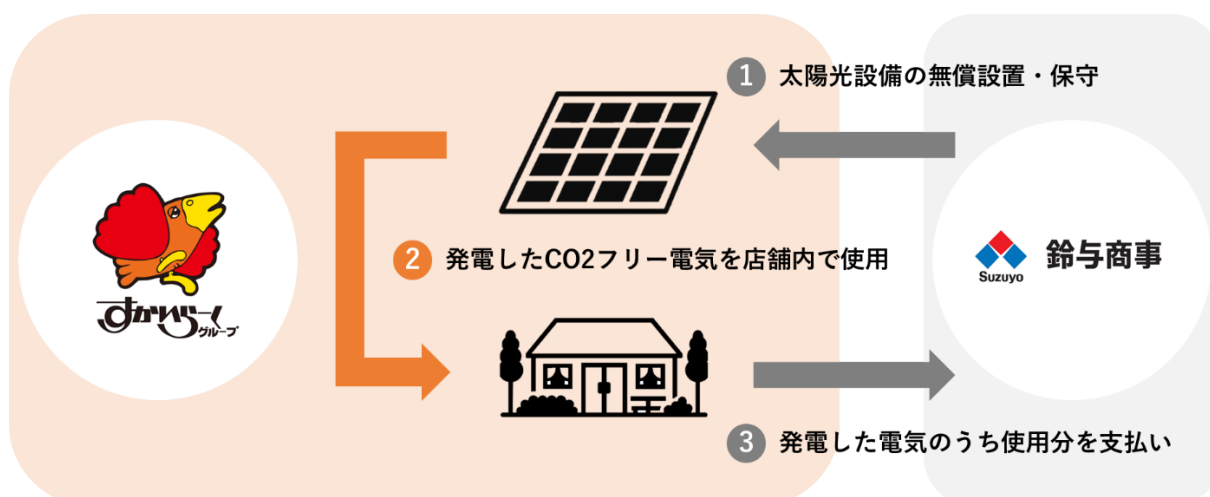 1 太陽光設備の無償設置・保守
2 発電したCO2フリー電気を店舗内で使用
すかいらーく
グループ
Suzuyo
鈴与商事
3 発電した電気のうち使用分を支払い